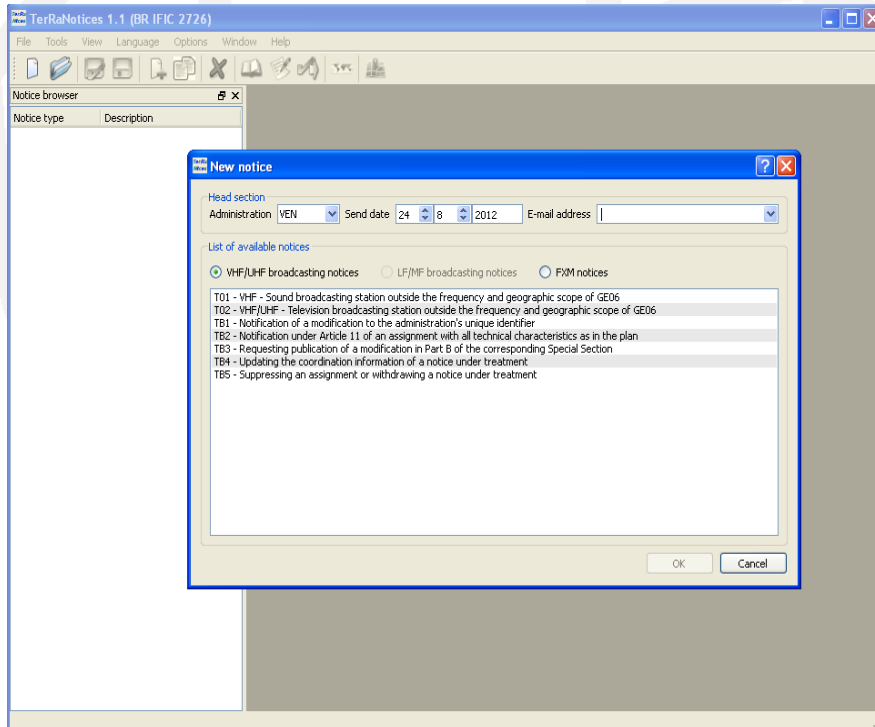 TerRaNotices 1.1 (BR IFIC 2726)
File Tools View Language Options Window Help
Notice browser
Notice type Description
New notice
Head section
Administration VEN Send date 24 8 2012 E-mail address
List of available notices
VHF/UHF broadcasting notices LF/MF broadcasting notices FXM notices
T01 - VHF - Sound broadcasting station outside the frequency and geographic scope of GE06
T02 - VHF/UHF - Television broadcasting station outside the frequency and geographic scope of GE06
TB1 - Notification of a modification to the administration's unique identifier
TB2 - Notification under Article 11 of an assignment with all technical characteristics as in the plan
TB3 - Requesting publication of a modification in Part B of the corresponding Special Section
TB4 - Updating the coordination information of a notice under treatment
TB5 - Suppressing an assignment or withdrawing a notice under treatment
OK Cancel